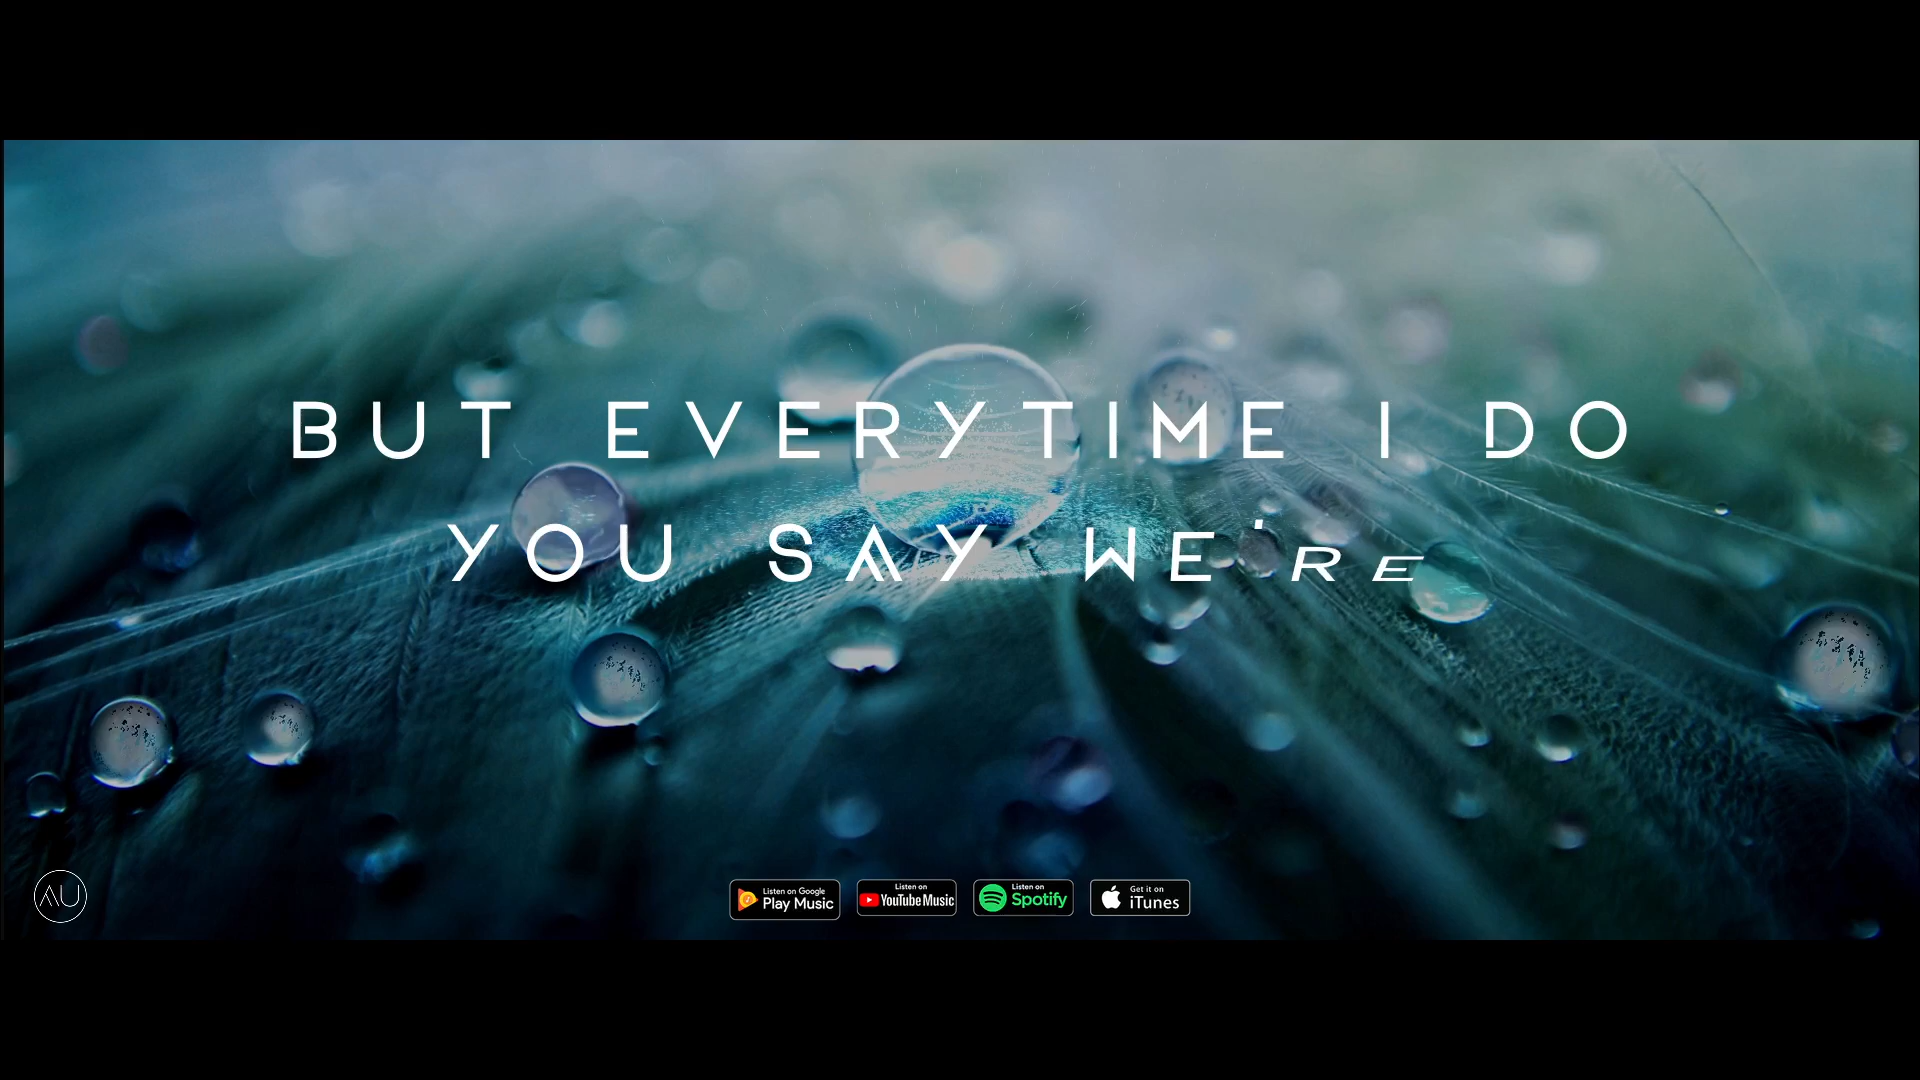 BUT EVERYTIME I DO
YOU SAY WE'RE
AU
Listen on Google
Play Music
Listen on
YouTube Music
Listen on
Spotify
Get it on
iTunes